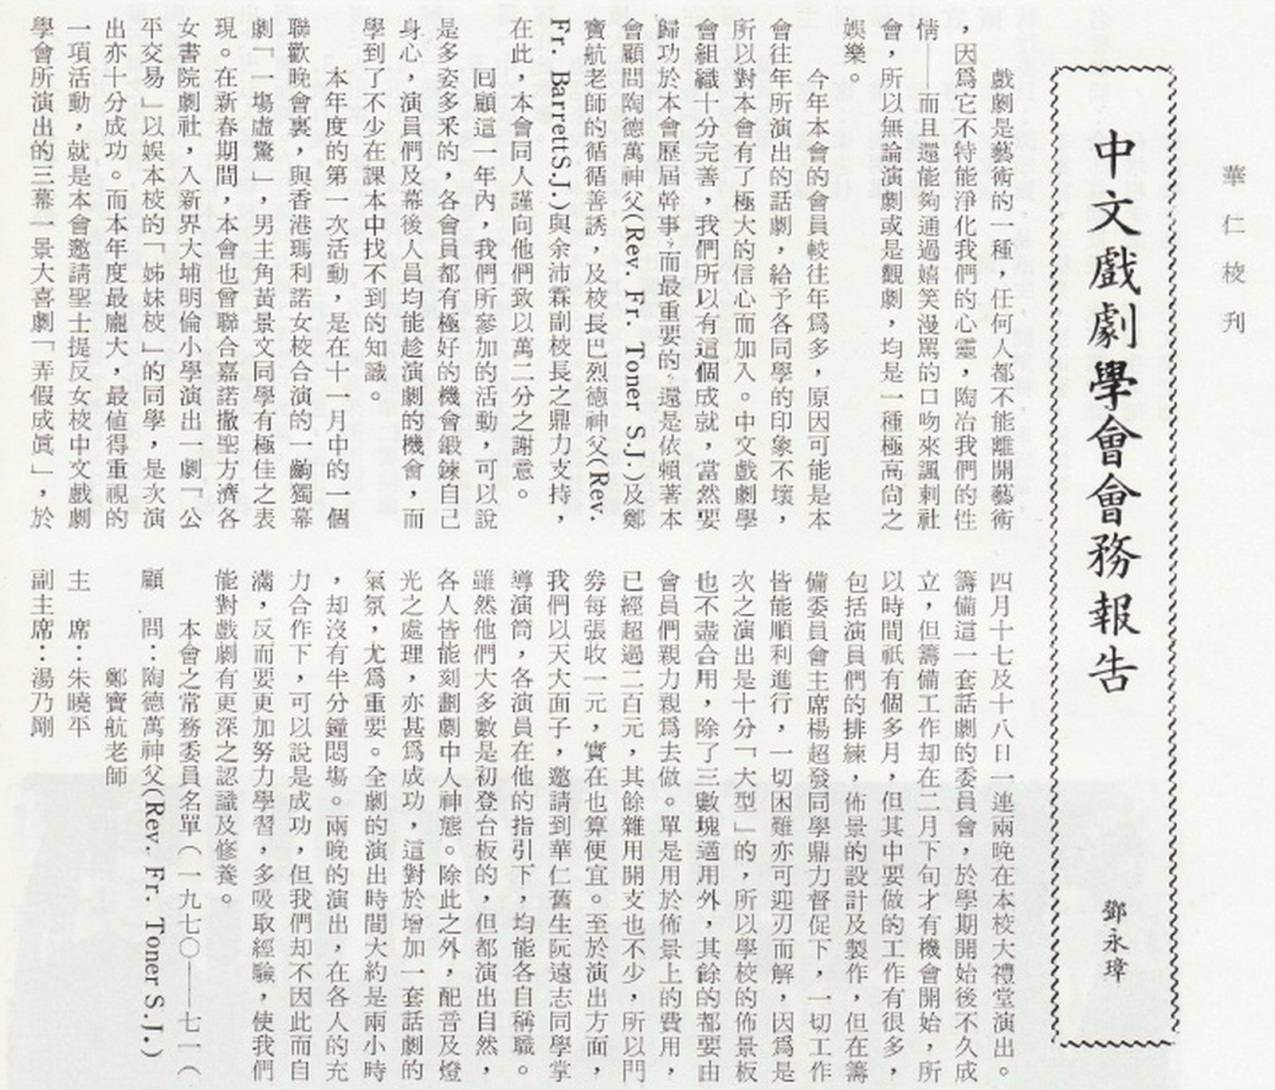 華仁校刊
中文戲劇學會會務報告
鄧永瑋
戲劇是藝術的一種，任何人都不能離開藝術
，因爲它不特能淨化我們的心靈，陶冶我們的性
情——而且還能夠通過嬉笑漫罵的口吻來諷剌社
會，所以無論演劇或是觀劇，均是一種極高尙之
娛樂。
今年本會的會員較往年爲多，原因可能是本
會往年所演出的話劇，給予各同學的印象不壞，
所以對本會有了極大的信心而加入。中文戲劇學
會組織十分完善，我們所以有這個成就，當然要
歸功於本會歷屆幹事，而最重要的，還是依賴著本
會顧問陶德萬神父(Rev. Fr. Toner S.J.)及鄭
寶航老師的循循善誘，及校長巴烈德神父(Rev.
Fr. Barrett S.J.)與余沛霖副校長之鼎力支持，
在此，本會同人謹向他們致以萬二分之謝意。
囘顧這一年內，我們所參加的活動，可以說
是多姿多釆的，各會員都有極好的機會鍛鍊自己
身心，演員們及幕後人員均能趁演劇的機會，而
學到了不少在課本中找不到的知識。
本年度的第一次活動，是在十一月中的一個
聯歡晚會裏，與香港瑪利諾女校合演的一齣獨幕
劇「一塲虛驚」，男主角黃景文同學有極佳之表
現。在新春期間，本會也曾聯合嘉諾撒聖方濟各
女書院劇社，入新界大埔明倫小學演出一劇「公
平交易」以娛本校的「姊妹校」的同學，是次演
出亦十分成功。而本年度最龐大，最値得重視的
一項活動，就是本會邀請聖士提反女校中文戲劇
學會所演出的三幕一景大喜劇「弄假成眞」，於
四月十七及十八日一連兩晚在本校大禮堂演出。
籌備這一套話劇的委員會，於學期開始後不久成
立，但籌備工作却在二月下旬才有機會開始，所
以時間祇有個多月，但其中要做的工作有很多，
包括演員們的排練，佈景的設計及製作，但在籌
備委員會主席楊超發同學鼎力督促下，一切工作
皆能順利進行，一切困難亦可迎刃而解，因爲是
次之演出是十分「大型」的，所以學校的佈景板
也不盡合用，除了三數塊適用外，其餘的都要由
會員們親力親爲去做。單是用於佈景上的費用，
已經超過二百元，其餘雜用開支也不少，所以門
券每張收一元，實在也算便宜。至於演出方面，
我們以天大面子，邀請到華仁舊生阮遠志同學掌
導演筒，各演員在他的指引下，均能各自稱職。
雖然他們大多數是初登台板的，但都演出自然，
各人皆能刻劃劇中人神態。除此之外，配音及燈
光之處理，亦甚爲成功，這對於增加一套話劇的
氣氛，尤爲重要。全劇的演出時間大約是兩小時
，却沒有半分鐘悶塲。兩晚的演出，在各人的充
力合作下，可以說是成功，但我們却不因此而自
滿，反而要更加努力學習，多吸取經驗，使我們
能對戲劇有更深之認識及修養。
本會之常務委員名單（一九七〇——七一（
顧　問：陶德萬神父(Rev. Fr. Toner S.J.)
鄭寶航老師
主　席：朱曉平
副主席：湯乃剛